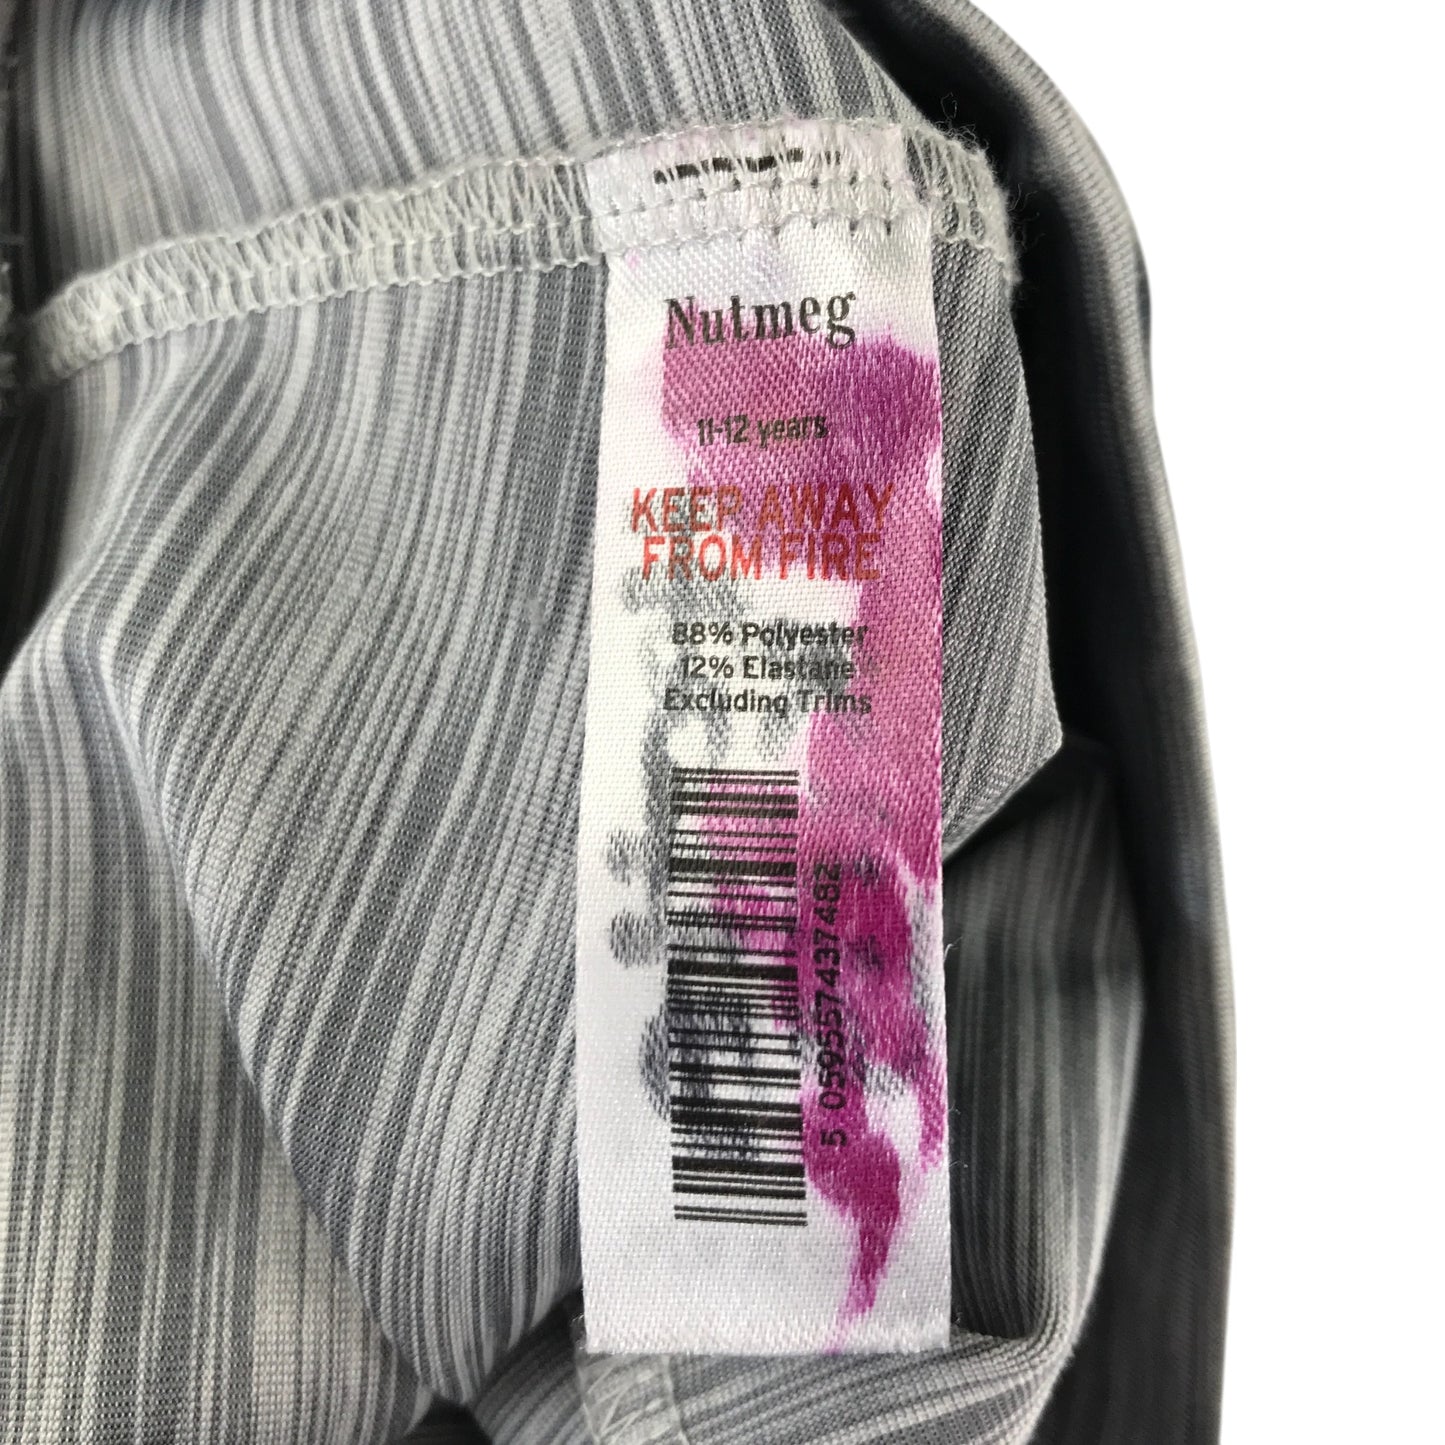 Nutmeg
11-12 years
KEEP AWAY
FROM FIRE
88% Polyester
12% Elastane
Excluding Trims
5 059557437482